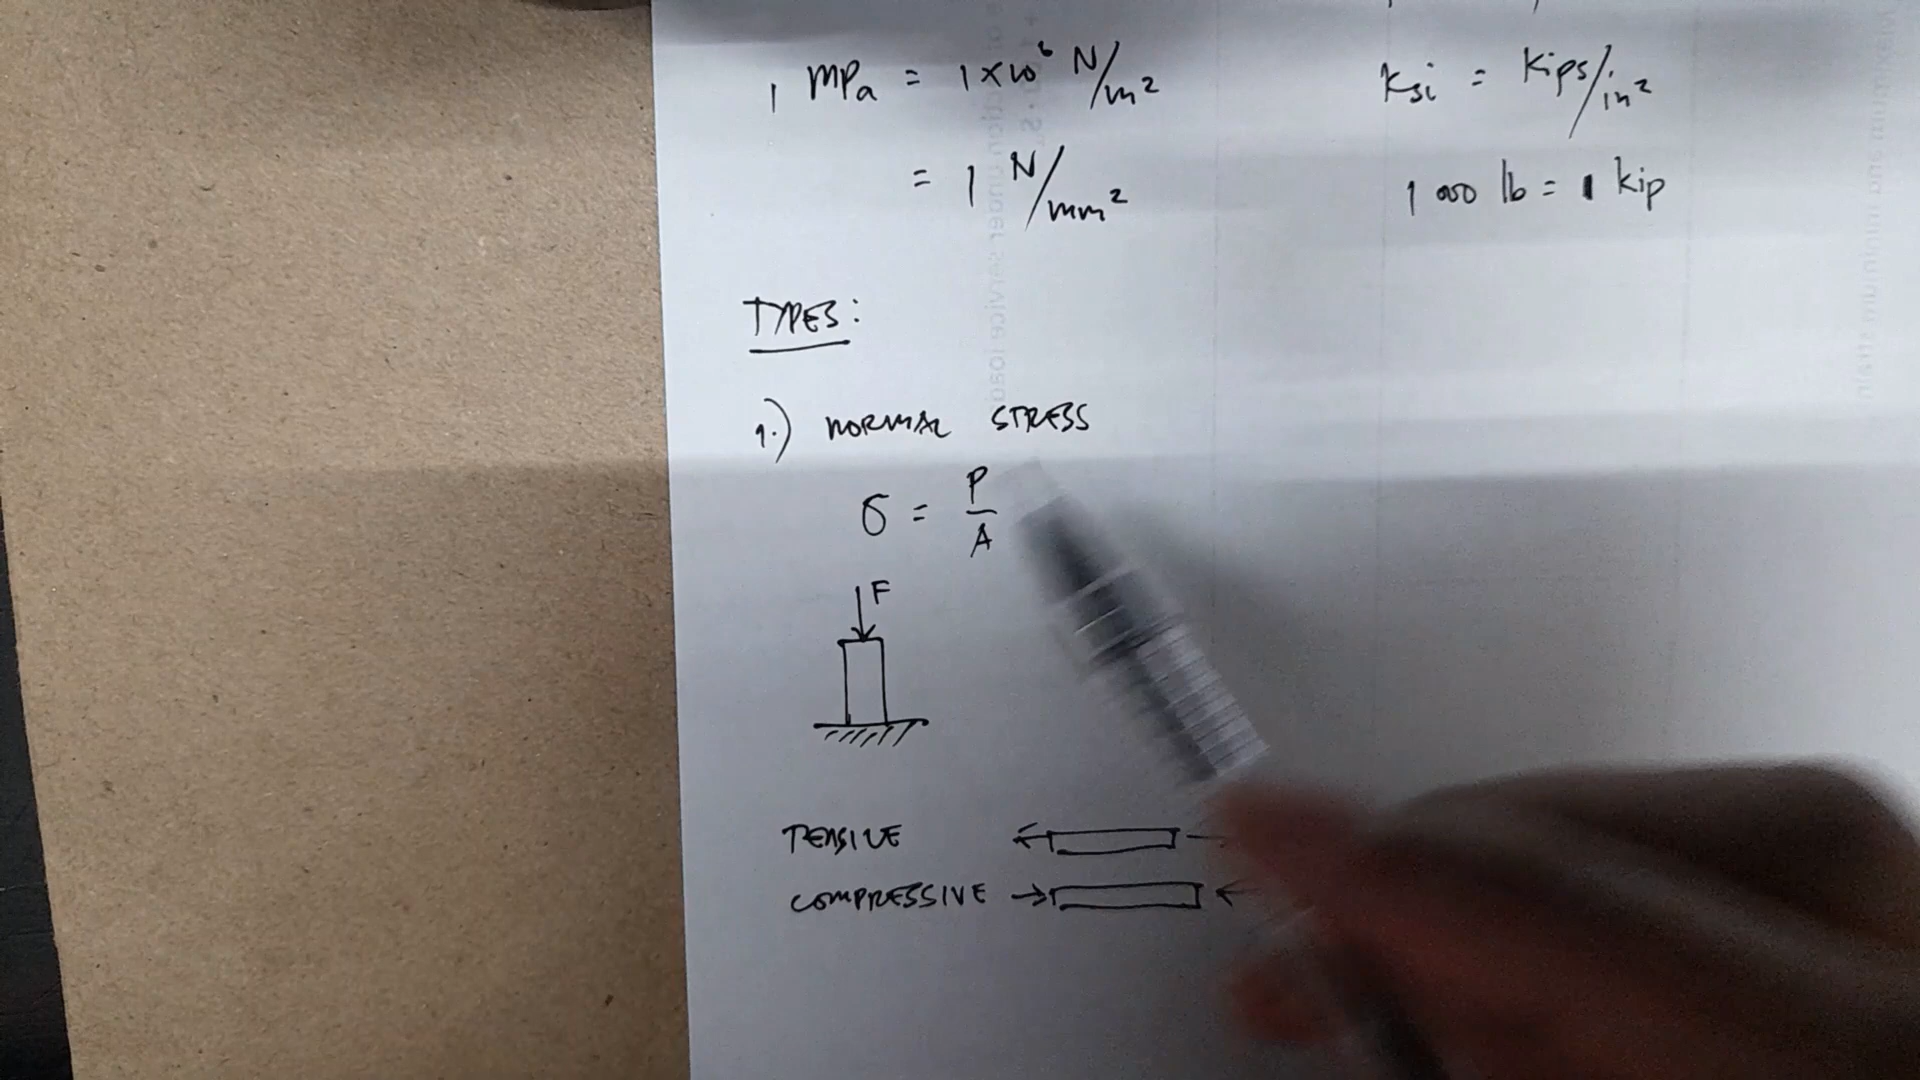 1 MPa = 1 × 10⁶ N/m²
= 1 N/mm²
ksi = kips/in²
1 000 lb = 1 kip
TYPES:
1.) NORMAL STRESS
σ = P/A
F
TENSIVE
COMPRESSIVE